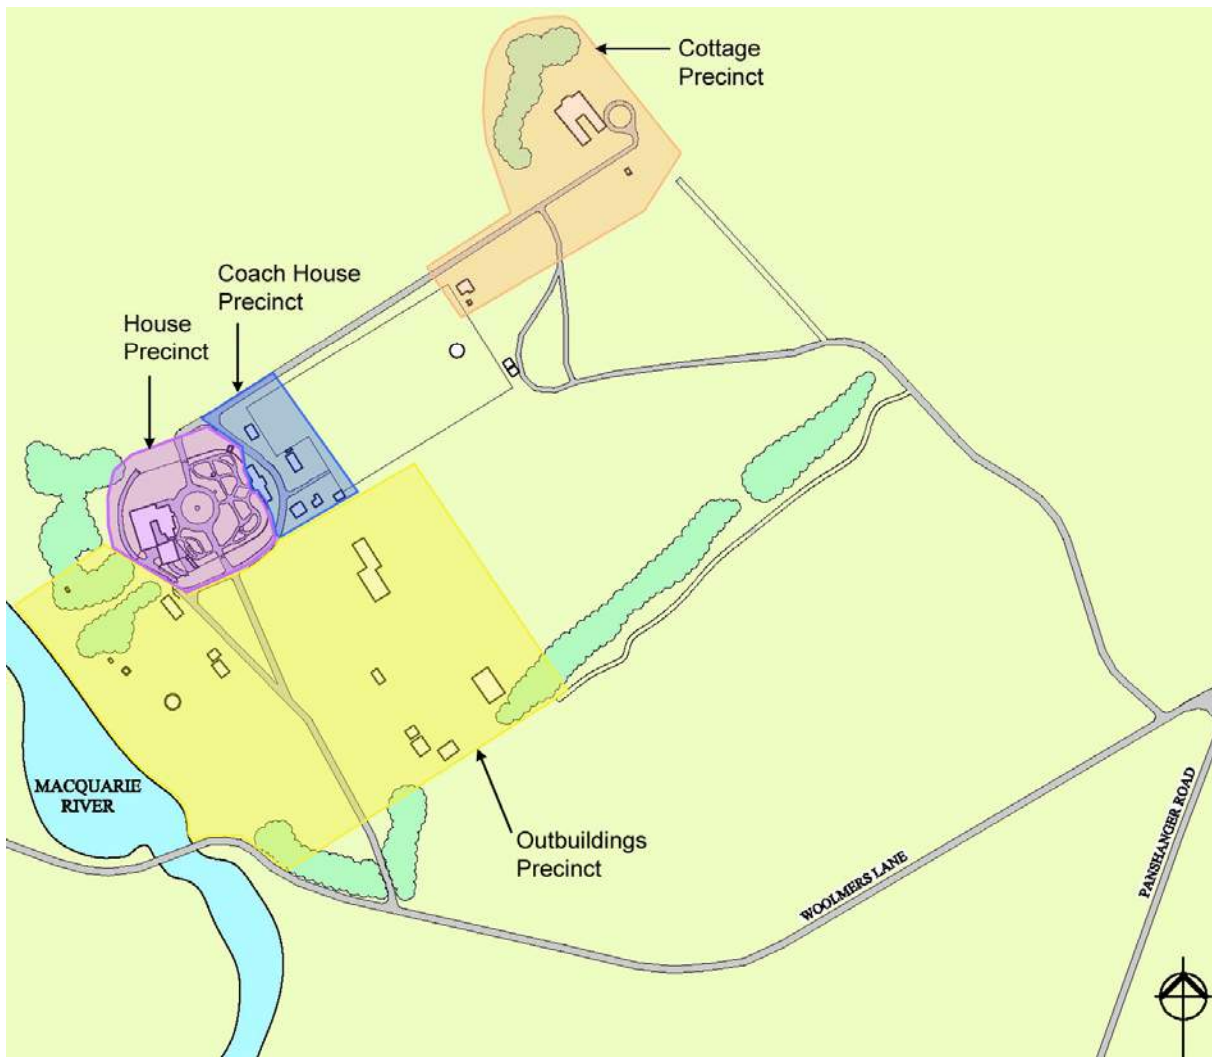 Cottage
Precinct
Coach House
Precinct
House
Precinct
MACQUARIE
RIVER
Outbuildings
Precinct
WOOLMERS LANE
PANSHANGER ROAD